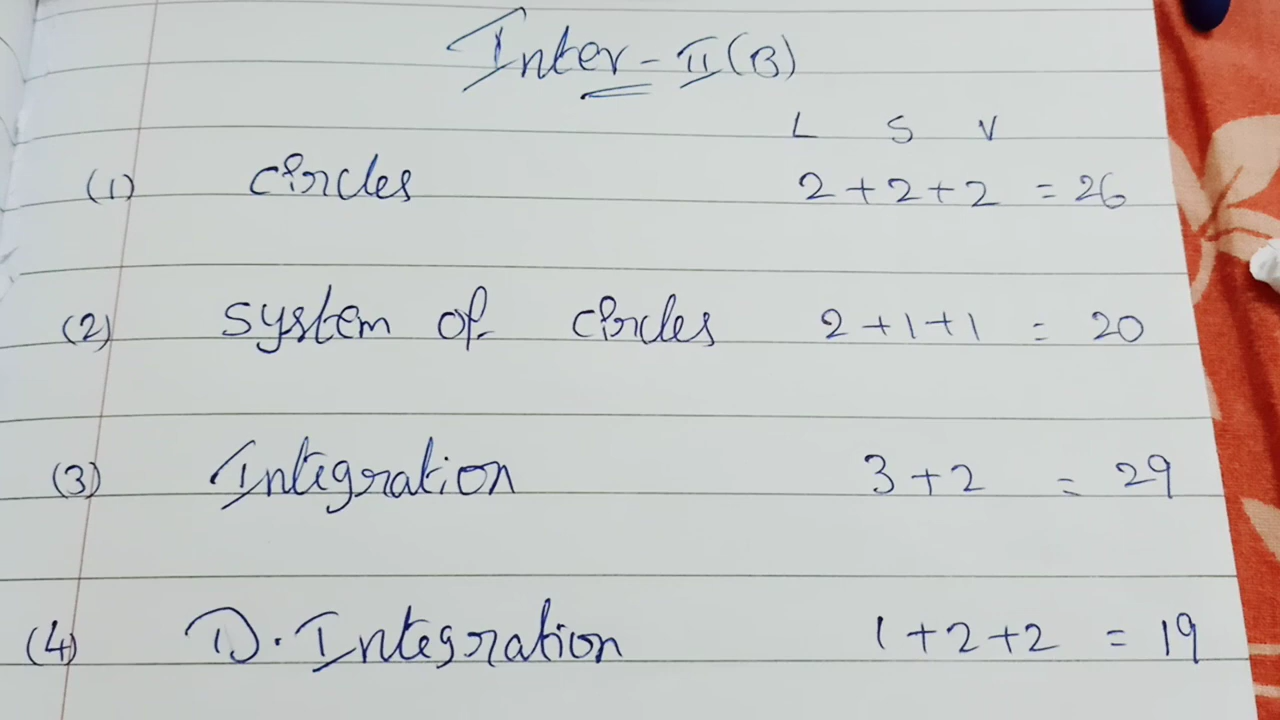 Inter - II (B)
L S V
(1) circles 2 + 2 + 2 = 26
(2) system of circles 2 + 1 + 1 = 20
(3) Integration 3 + 2 = 29
(4) D. Integration 1 + 2 + 2 = 19